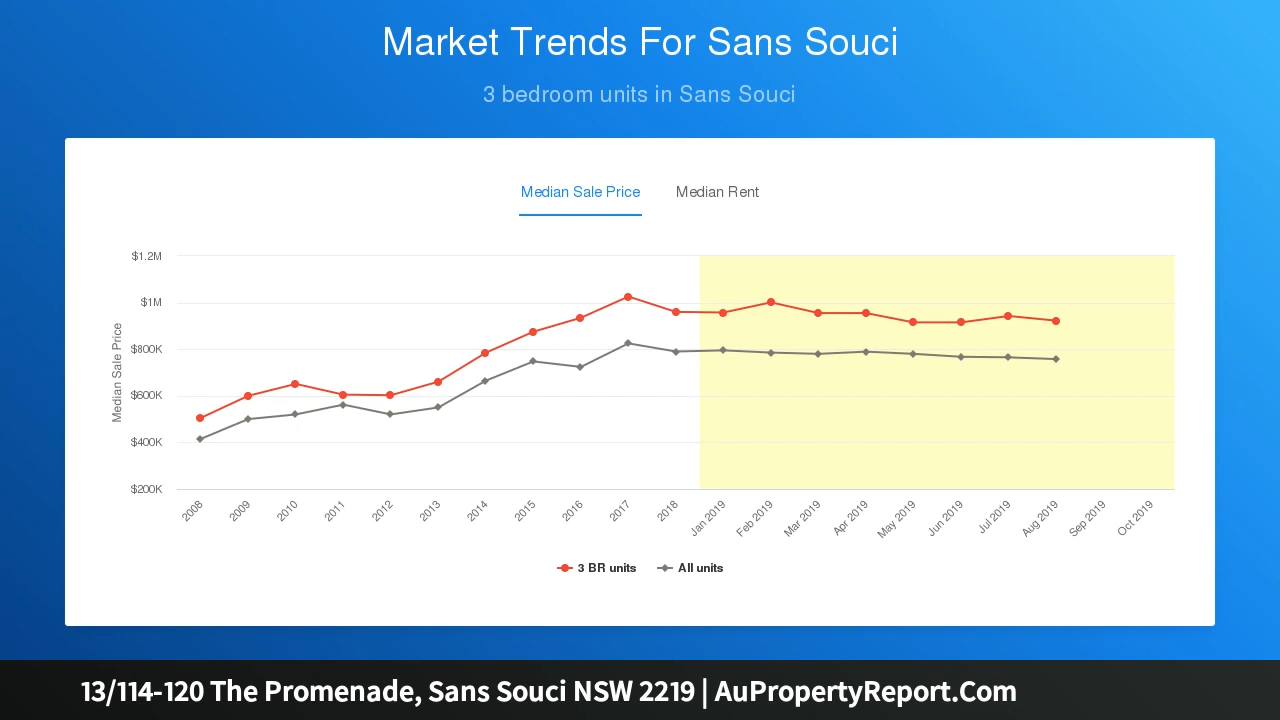 Market Trends For Sans Souci
3 bedroom units in Sans Souci
Median Sale Price Median Rent
Median Sale Price
$1.2M
$1M
$800K
$600K
$400K
$200K
2008 2009 2010 2011 2012 2013 2014 2015 2016 2017 2018 Jan 2019 Feb 2019 Mar 2019 Apr 2019 May 2019 Jun 2019 Jul 2019 Aug 2019 Sep 2019 Oct 2019
3 BR units All units
13/114-120 The Promenade, Sans Souci NSW 2219 | AuPropertyReport.Com